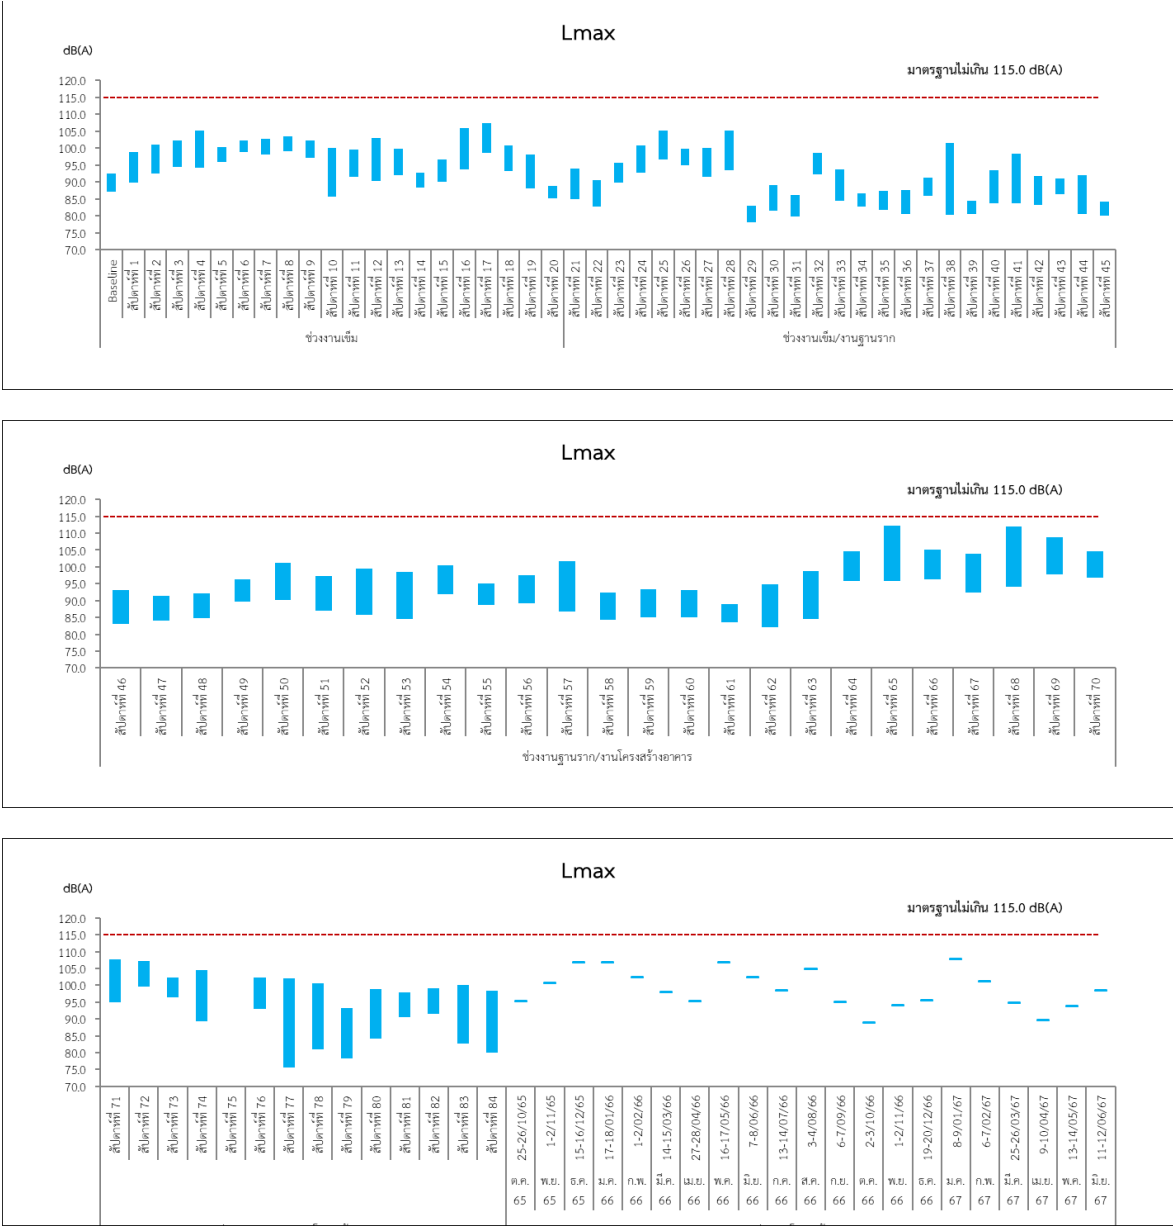 Lmax
dB(A)
มาตรฐานไม่เกิน 115.0 dB(A)
120.0
115.0
110.0
105.0
100.0
95.0
90.0
85.0
80.0
75.0
70.0
Baseline
สัปดาห์ที่ 1
สัปดาห์ที่ 2
สัปดาห์ที่ 3
สัปดาห์ที่ 4
สัปดาห์ที่ 5
สัปดาห์ที่ 6
สัปดาห์ที่ 7
สัปดาห์ที่ 8
สัปดาห์ที่ 9
สัปดาห์ที่ 10
สัปดาห์ที่ 11
สัปดาห์ที่ 12
สัปดาห์ที่ 13
สัปดาห์ที่ 14
สัปดาห์ที่ 15
สัปดาห์ที่ 16
สัปดาห์ที่ 17
สัปดาห์ที่ 18
สัปดาห์ที่ 19
สัปดาห์ที่ 20
สัปดาห์ที่ 21
สัปดาห์ที่ 22
สัปดาห์ที่ 23
สัปดาห์ที่ 24
สัปดาห์ที่ 25
สัปดาห์ที่ 26
สัปดาห์ที่ 27
สัปดาห์ที่ 28
สัปดาห์ที่ 29
สัปดาห์ที่ 30
สัปดาห์ที่ 31
สัปดาห์ที่ 32
สัปดาห์ที่ 33
สัปดาห์ที่ 34
สัปดาห์ที่ 35
สัปดาห์ที่ 36
สัปดาห์ที่ 37
สัปดาห์ที่ 38
สัปดาห์ที่ 39
สัปดาห์ที่ 40
สัปดาห์ที่ 41
สัปดาห์ที่ 42
สัปดาห์ที่ 43
สัปดาห์ที่ 44
สัปดาห์ที่ 45
ช่วงงานเข็ม
ช่วงงานเข็ม/งานฐานราก
Lmax
dB(A)
มาตรฐานไม่เกิน 115.0 dB(A)
120.0
115.0
110.0
105.0
100.0
95.0
90.0
85.0
80.0
75.0
70.0
สัปดาห์ที่ 46
สัปดาห์ที่ 47
สัปดาห์ที่ 48
สัปดาห์ที่ 49
สัปดาห์ที่ 50
สัปดาห์ที่ 51
สัปดาห์ที่ 52
สัปดาห์ที่ 53
สัปดาห์ที่ 54
สัปดาห์ที่ 55
สัปดาห์ที่ 56
สัปดาห์ที่ 57
สัปดาห์ที่ 58
สัปดาห์ที่ 59
สัปดาห์ที่ 60
สัปดาห์ที่ 61
สัปดาห์ที่ 62
สัปดาห์ที่ 63
สัปดาห์ที่ 64
สัปดาห์ที่ 65
สัปดาห์ที่ 66
สัปดาห์ที่ 67
สัปดาห์ที่ 68
สัปดาห์ที่ 69
สัปดาห์ที่ 70
ช่วงงานฐานราก/งานโครงสร้างอาคาร
Lmax
dB(A)
มาตรฐานไม่เกิน 115.0 dB(A)
120.0
115.0
110.0
105.0
100.0
95.0
90.0
85.0
80.0
75.0
70.0
สัปดาห์ที่ 71
สัปดาห์ที่ 72
สัปดาห์ที่ 73
สัปดาห์ที่ 74
สัปดาห์ที่ 75
สัปดาห์ที่ 76
สัปดาห์ที่ 77
สัปดาห์ที่ 78
สัปดาห์ที่ 79
สัปดาห์ที่ 80
สัปดาห์ที่ 81
สัปดาห์ที่ 82
สัปดาห์ที่ 83
สัปดาห์ที่ 84
25-26/10/65
1-2/11/65
15-16/12/65
17-18/01/66
1-2/02/66
14-15/03/66
27-28/04/66
16-17/05/66
7-8/06/66
13-14/07/66
3-4/08/66
6-7/09/66
2-3/10/66
1-2/11/66
19-20/12/66
8-9/01/67
6-7/02/67
25-26/03/67
9-10/04/67
13-14/05/67
11-12/06/67
ต.ค. พ.ย. ธ.ค. ม.ค. ก.พ. มี.ค. เม.ย. พ.ค. มิ.ย. ก.ค. ส.ค. ก.ย. ต.ค. พ.ย. ธ.ค. ม.ค. ก.พ. มี.ค. เม.ย. พ.ค. มิ.ย.
65 65 65 66 66 66 66 66 66 66 66 66 66 66 66 67 67 67 67 67 67